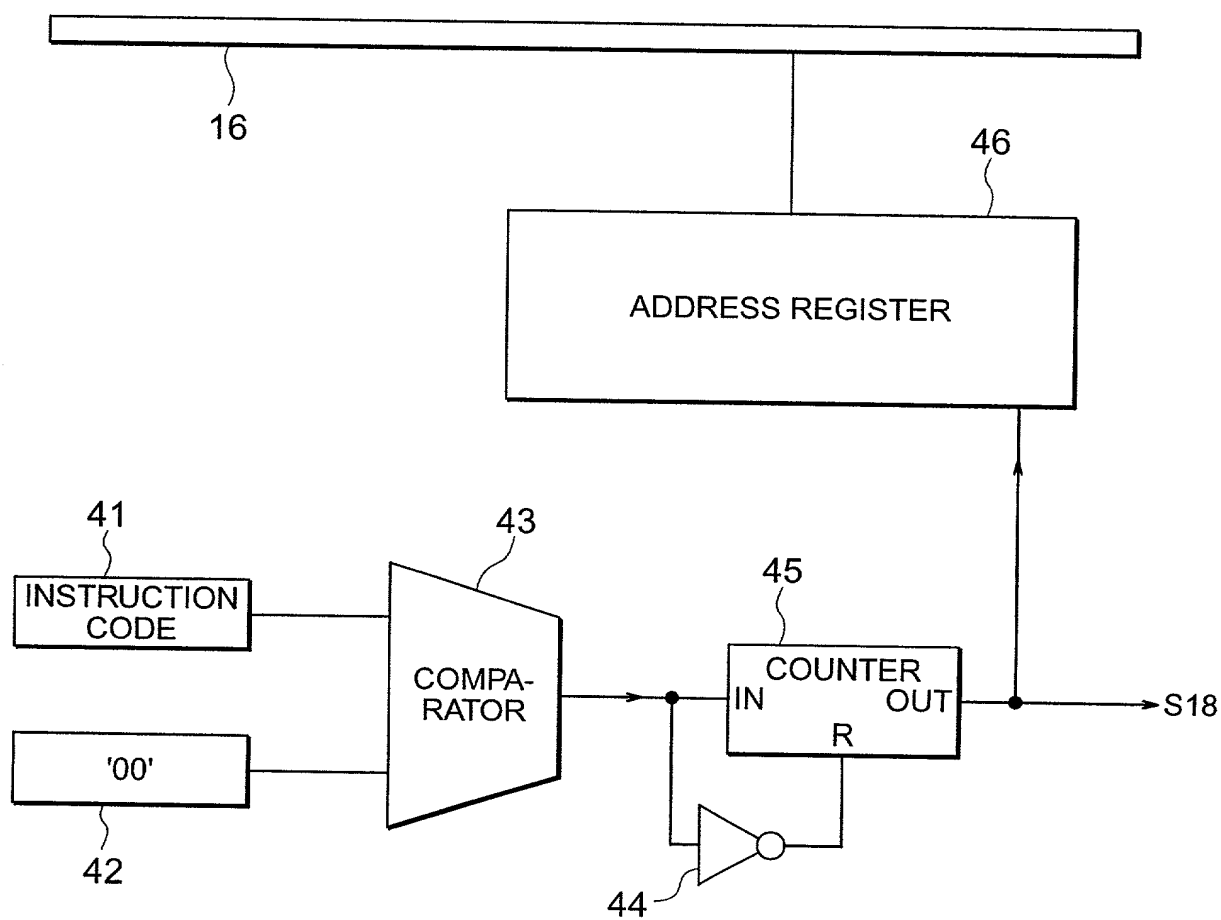 16
46
ADDRESS REGISTER
41
INSTRUCTION
CODE
43
COMPA-
RATOR
45
COUNTER
IN
OUT
R
S18
'00'
42
44